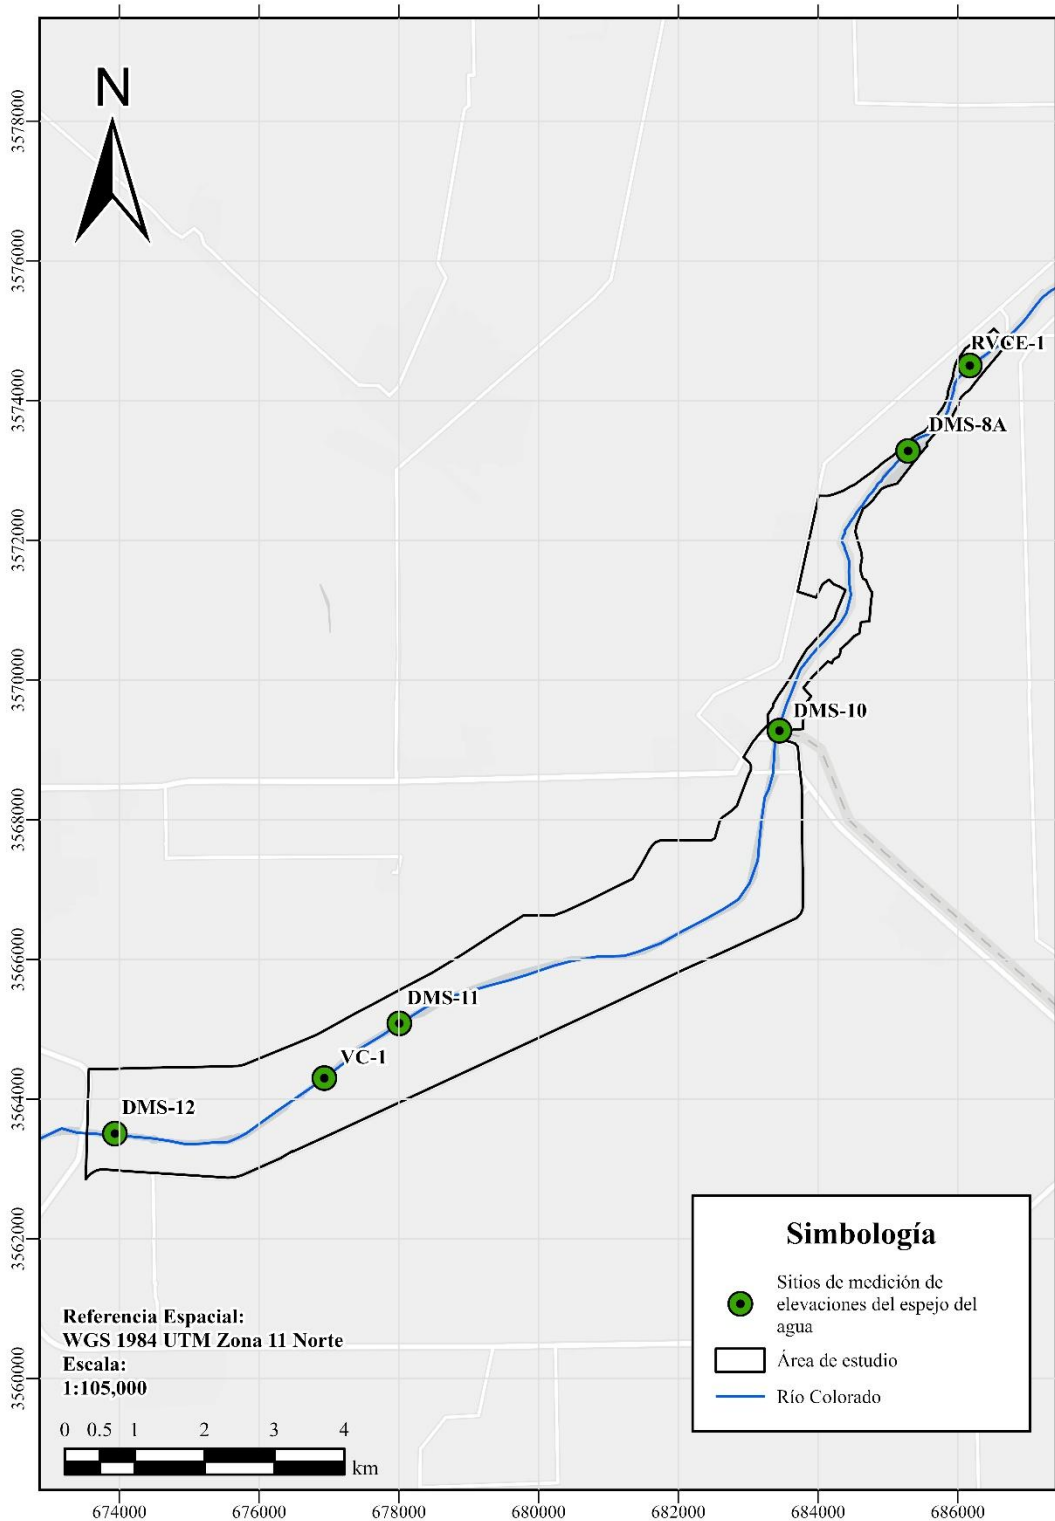 N
3578000
3576000
3574000
3572000
3570000
3568000
3566000
3564000
3562000
3560000
RVCE-1
DMS-8A
DMS-10
DMS-11
VC-1
DMS-12
Simbología
Sitios de medición de
elevaciones del espejo del
agua
Área de estudio
Río Colorado
Referencia Espacial:
WGS 1984 UTM Zona 11 Norte
Escala:
1:105,000
0 0.5 1 2 3 4
km
674000 676000 678000 680000 682000 684000 686000